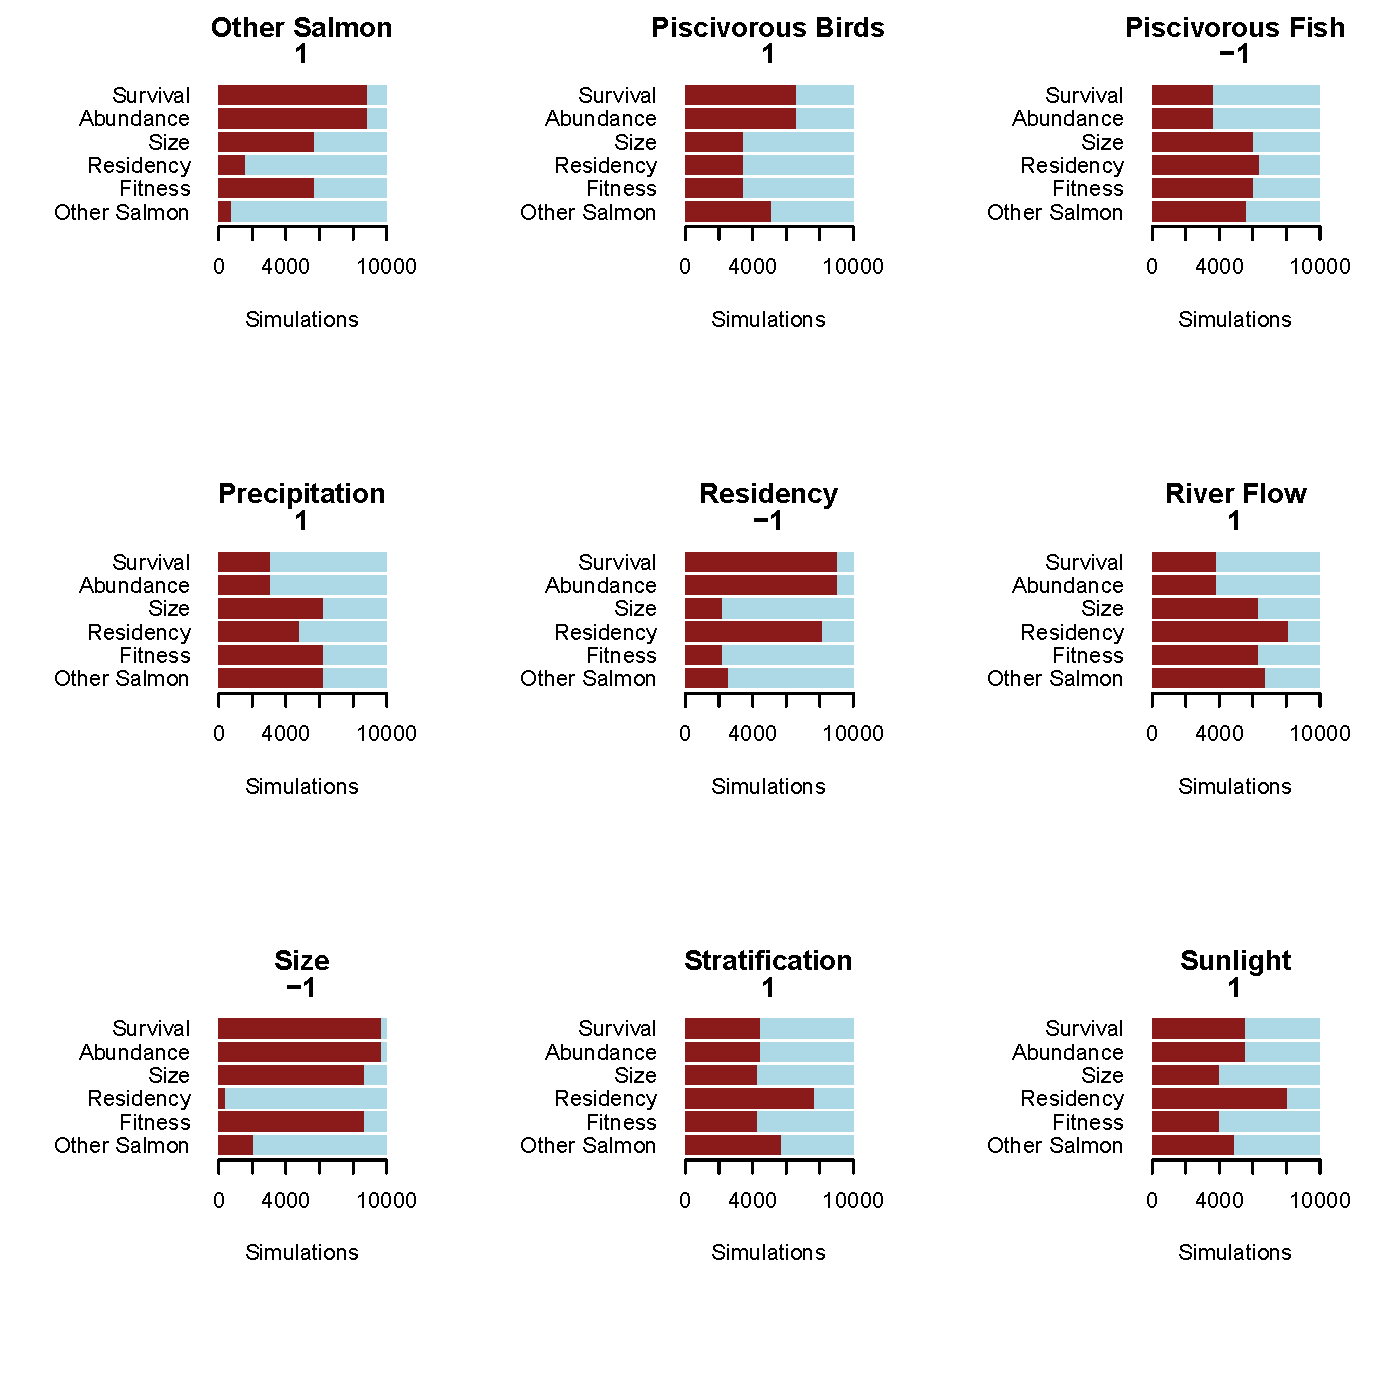 Other Salmon
1
Survival
Abundance
Size
Residency
Fitness
Other Salmon
0 4000 10000
Simulations
Piscivorous Birds
1
Survival
Abundance
Size
Residency
Fitness
Other Salmon
0 4000 10000
Simulations
Piscivorous Fish
−1
Survival
Abundance
Size
Residency
Fitness
Other Salmon
0 4000 10000
Simulations
Precipitation
1
Survival
Abundance
Size
Residency
Fitness
Other Salmon
0 4000 10000
Simulations
Residency
−1
Survival
Abundance
Size
Residency
Fitness
Other Salmon
0 4000 10000
Simulations
River Flow
1
Survival
Abundance
Size
Residency
Fitness
Other Salmon
0 4000 10000
Simulations
Size
−1
Survival
Abundance
Size
Residency
Fitness
Other Salmon
0 4000 10000
Simulations
Stratification
1
Survival
Abundance
Size
Residency
Fitness
Other Salmon
0 4000 10000
Simulations
Sunlight
1
Survival
Abundance
Size
Residency
Fitness
Other Salmon
0 4000 10000
Simulations